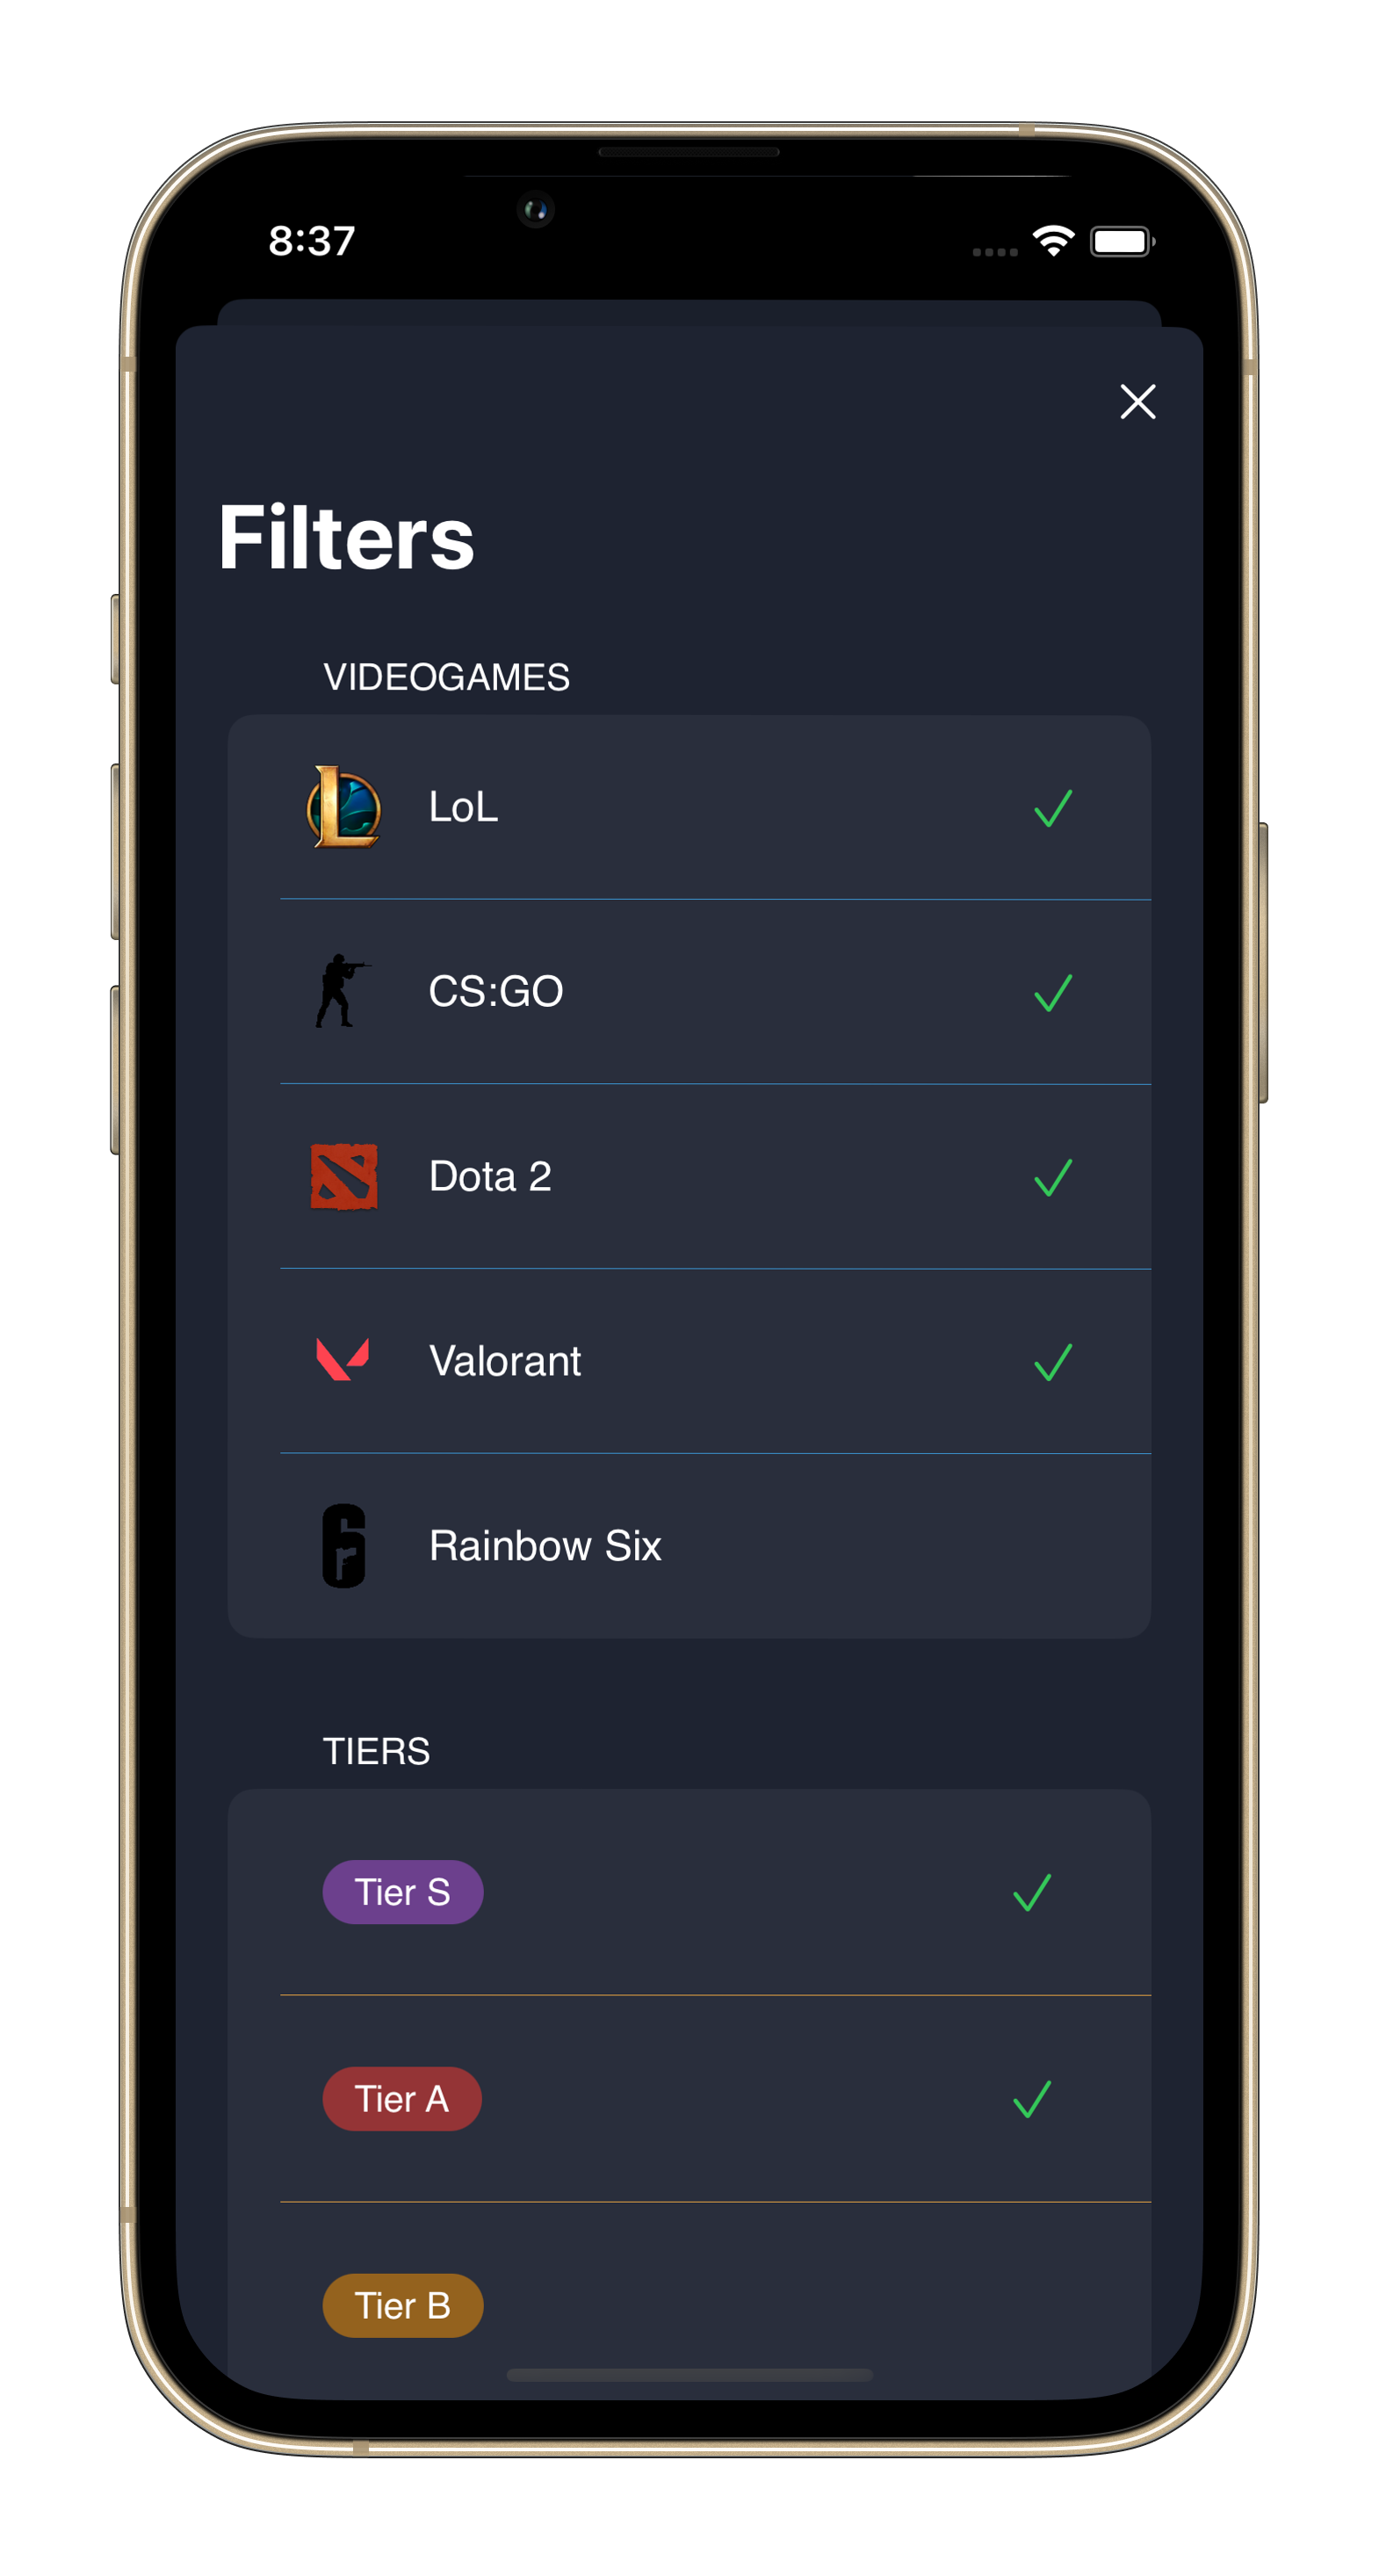 8:37
Filters
VIDEOGAMES
LoL
CS:GO
Dota 2
Valorant
Rainbow Six
TIERS
Tier S
Tier A
Tier B